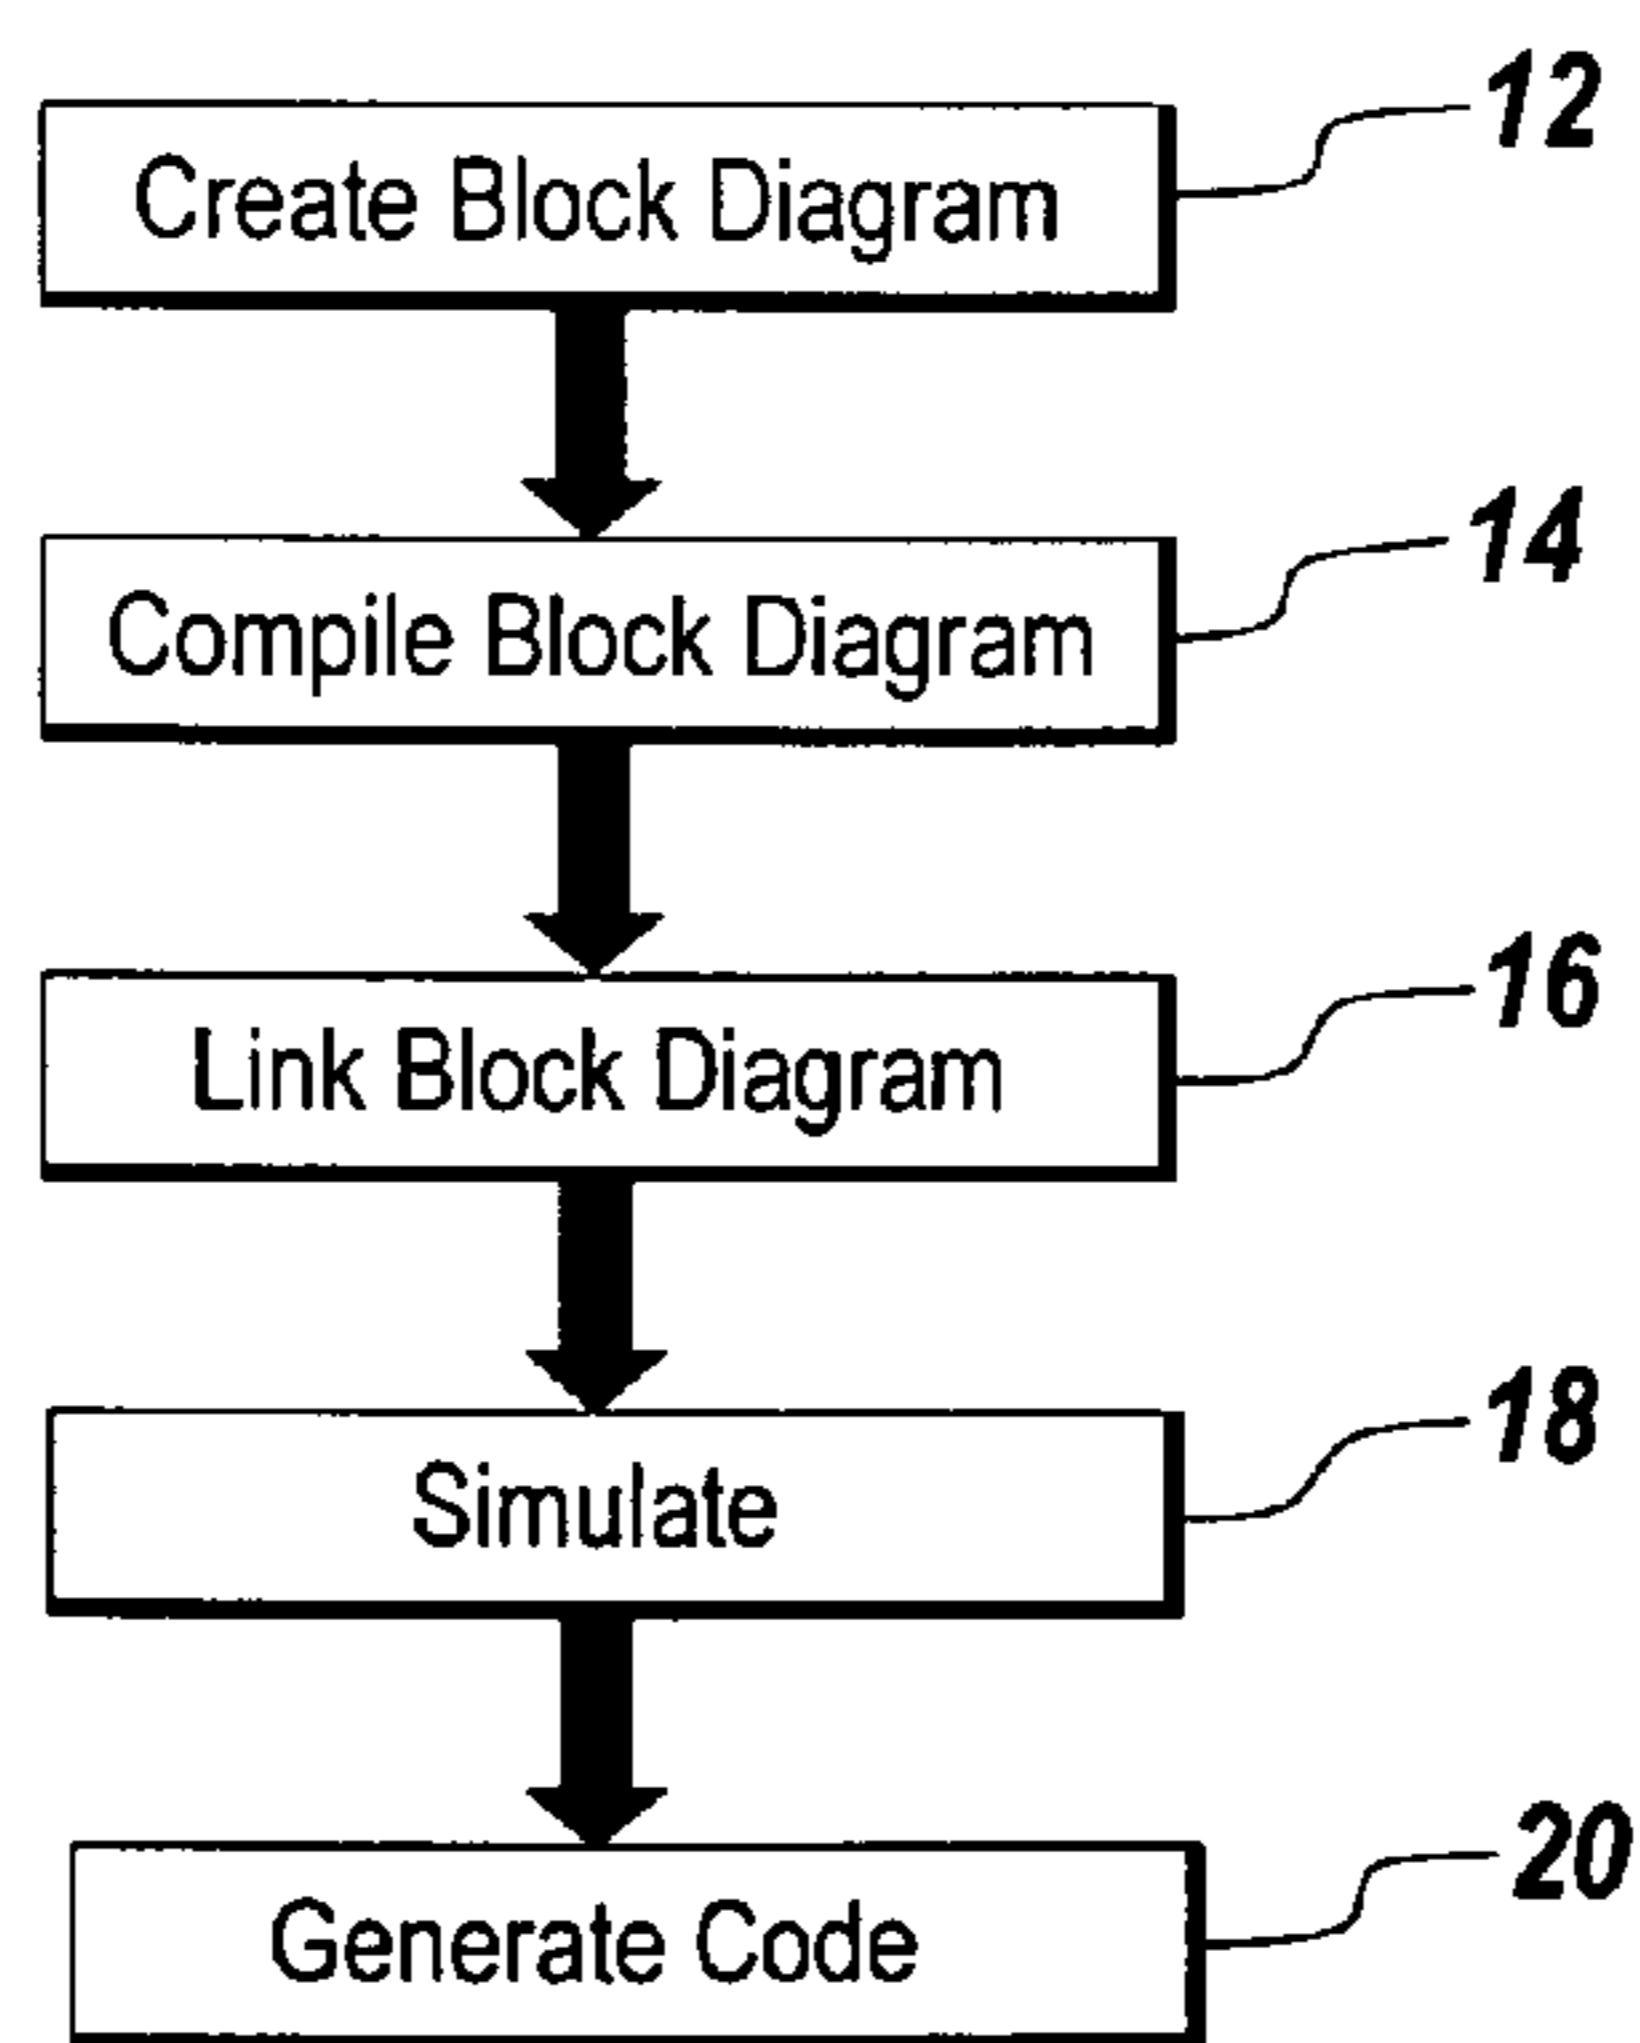 Create Block Diagram 12
Compile Block Diagram 14
Link Block Diagram 16
Simulate 18
Generate Code 20